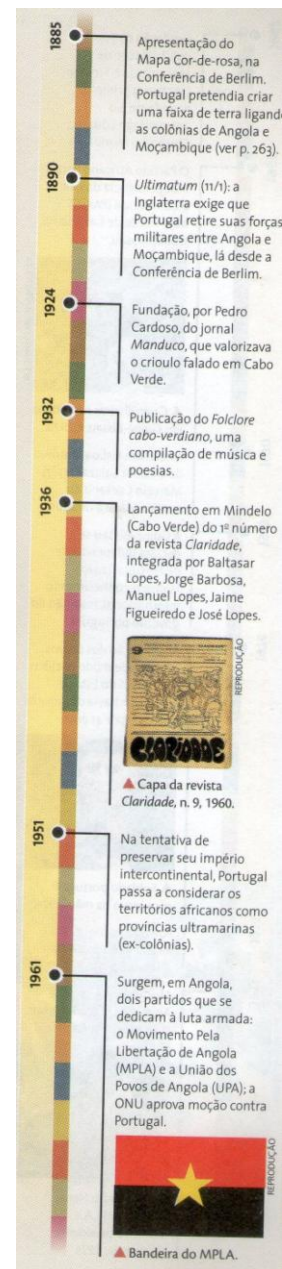 1885
Apresentação do
Mapa Cor-de-rosa, na
Conferência de Berlim.
Portugal pretendia criar
uma faixa de terra ligando
as colônias de Angola e
Moçambique (ver p. 263).
1890
Ultimatum (11/1): a
Inglaterra exige que
Portugal retire suas forças
militares entre Angola e
Moçambique, lá desde a
Conferência de Berlim.
1924
Fundação, por Pedro
Cardoso, do jornal
Manduco, que valorizava
o crioulo falado em Cabo
Verde.
1932
Publicação do Folclore
cabo-verdiano, uma
compilação de música e
poesias.
1936
Lançamento em Mindelo
(Cabo Verde) do 1º número
da revista Claridade,
integrada por Baltasar
Lopes, Jorge Barbosa,
Manuel Lopes, Jaime
Figueiredo e José Lopes.
REPRODUÇÃO
9
CLARIDADE
▲ Capa da revista
Claridade, n. 9, 1960.
1951
Na tentativa de
preservar seu império
intercontinental, Portugal
passa a considerar os
territórios africanos como
províncias ultramarinas
(ex-colônias).
1961
Surgem, em Angola,
dois partidos que se
dedicam à luta armada:
o Movimento Pela
Libertação de Angola
(MPLA) e a União dos
Povos de Angola (UPA); a
ONU aprova moção contra
Portugal.
REPRODUÇÃO
▲ Bandeira do MPLA.